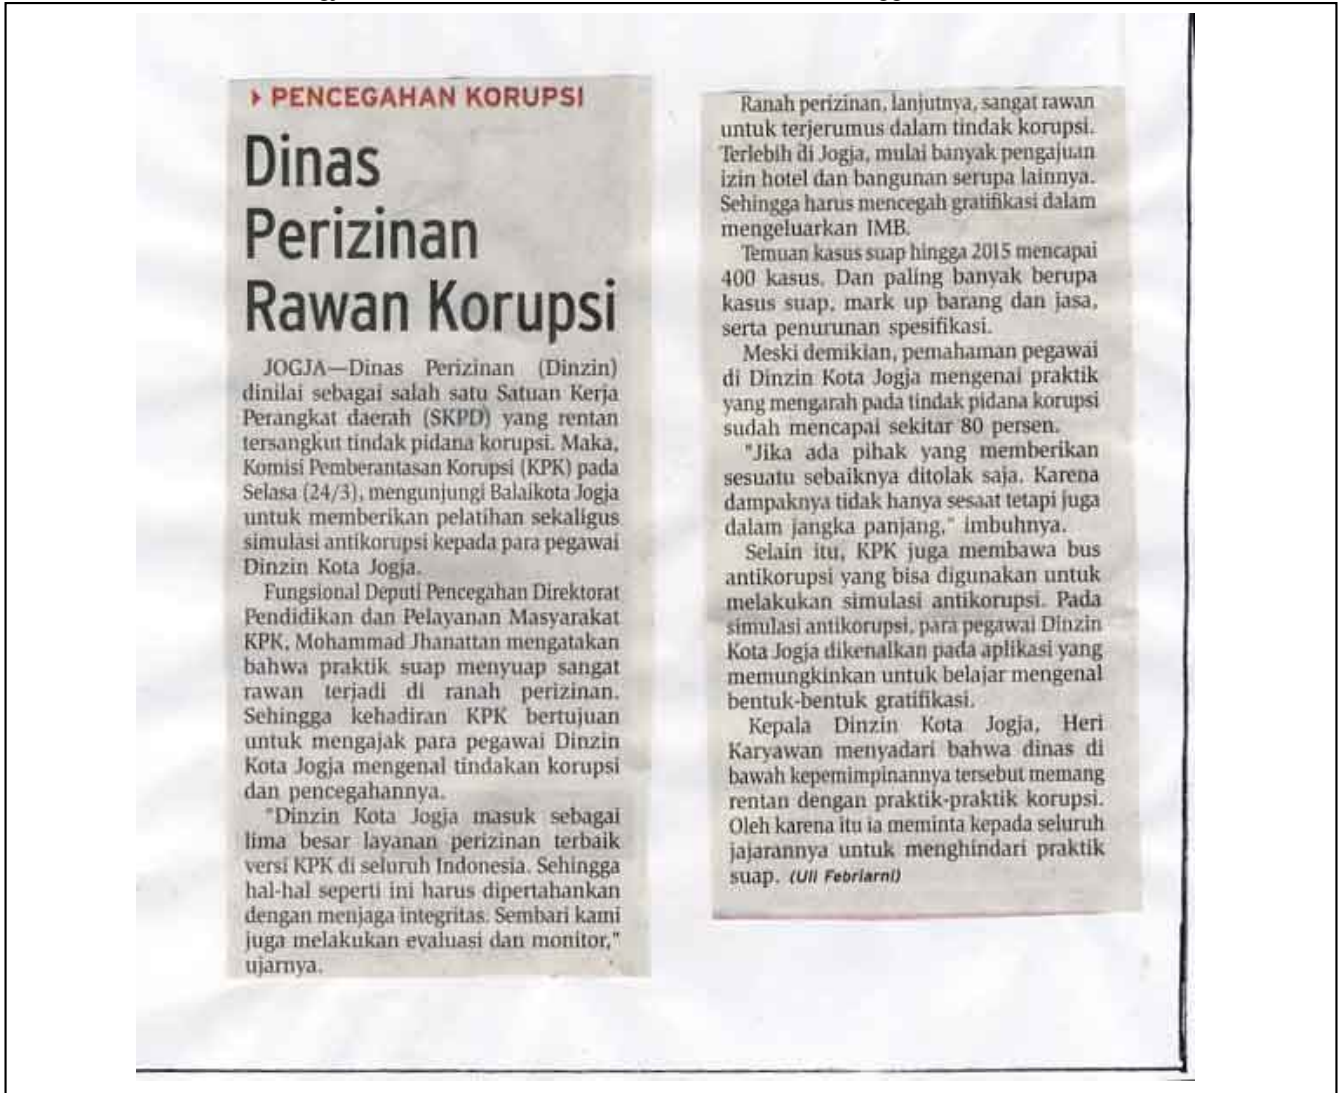 PENCEGAHAN KORUPSI
Dinas
Perizinan
Rawan Korupsi
JOGJA—Dinas Perizinan (Dinzin)
dinilai sebagai salah satu Satuan Kerja
Perangkat daerah (SKPD) yang rentan
tersangkut tindak pidana korupsi. Maka,
Komisi Pemberantasan Korupsi (KPK) pada
Selasa (24/3), mengunjungi Balaikota Jogja
untuk memberikan pelatihan sekaligus
simulasi antikorupsi kepada para pegawai
Dinzin Kota Jogja.
Fungsional Deputi Pencegahan Direktorat
Pendidikan dan Pelayanan Masyarakat
KPK, Mohammad Jhanattan mengatakan
bahwa praktik suap menyuap sangat
rawan terjadi di ranah perizinan.
Sehingga kehadiran KPK bertujuan
untuk mengajak para pegawai Dinzin
Kota Jogja mengenal tindakan korupsi
dan pencegahannya.
"Dinzin Kota Jogja masuk sebagai
lima besar layanan perizinan terbaik
versi KPK di seluruh Indonesia. Sehingga
hal-hal seperti ini harus dipertahankan
dengan menjaga integritas. Sembari kami
juga melakukan evaluasi dan monitor,"
ujarnya.
Ranah perizinan, lanjutnya, sangat rawan
untuk terjerumus dalam tindak korupsi.
Terlebih di Jogja, mulai banyak pengajuan
izin hotel dan bangunan serupa lainnya.
Sehingga harus mencegah gratifikasi dalam
mengeluarkan IMB.
Temuan kasus suap hingga 2015 mencapai
400 kasus. Dan paling banyak berupa
kasus suap, mark up barang dan jasa,
serta penurunan spesifikasi.
Meski demikian, pemahaman pegawai
di Dinzin Kota Jogja mengenai praktik
yang mengarah pada tindak pidana korupsi
sudah mencapai sekitar 80 persen.
"Jika ada pihak yang memberikan
sesuatu sebaiknya ditolak saja. Karena
dampaknya tidak hanya sesaat tetapi juga
dalam jangka panjang," imbuhnya.
Selain itu, KPK juga membawa bus
antikorupsi yang bisa digunakan untuk
melakukan simulasi antikorupsi. Pada
simulasi antikorupsi, para pegawai Dinzin
Kota Jogja dikenalkan pada aplikasi yang
memungkinkan untuk belajar mengenal
bentuk-bentuk gratifikasi.
Kepala Dinzin Kota Jogja, Heri
Karyawan menyadari bahwa dinas di
bawah kepemimpinannya tersebut memang
rentan dengan praktik-praktik korupsi.
Oleh karena itu ia meminta kepada seluruh
jajarannya untuk menghindari praktik
suap. (Uli Febriarni)